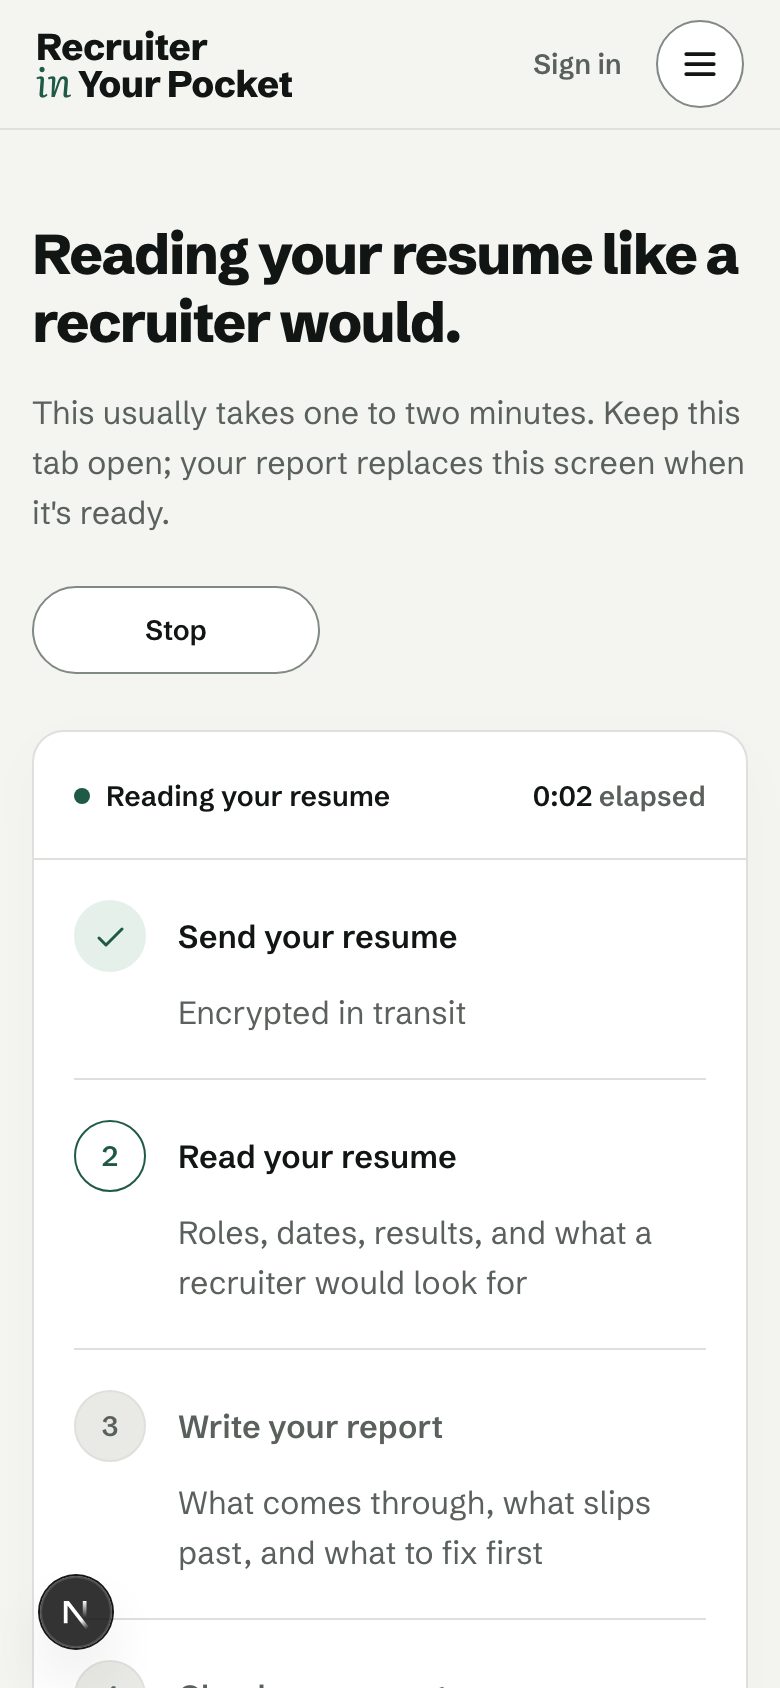 Recruiter
in Your Pocket
Sign in
Reading your resume like a
recruiter would.
This usually takes one to two minutes. Keep this
tab open; your report replaces this screen when
it's ready.
Stop
Reading your resume
0:02 elapsed
Send your resume
Encrypted in transit
2
Read your resume
Roles, dates, results, and what a
recruiter would look for
3
Write your report
What comes through, what slips
past, and what to fix first
N